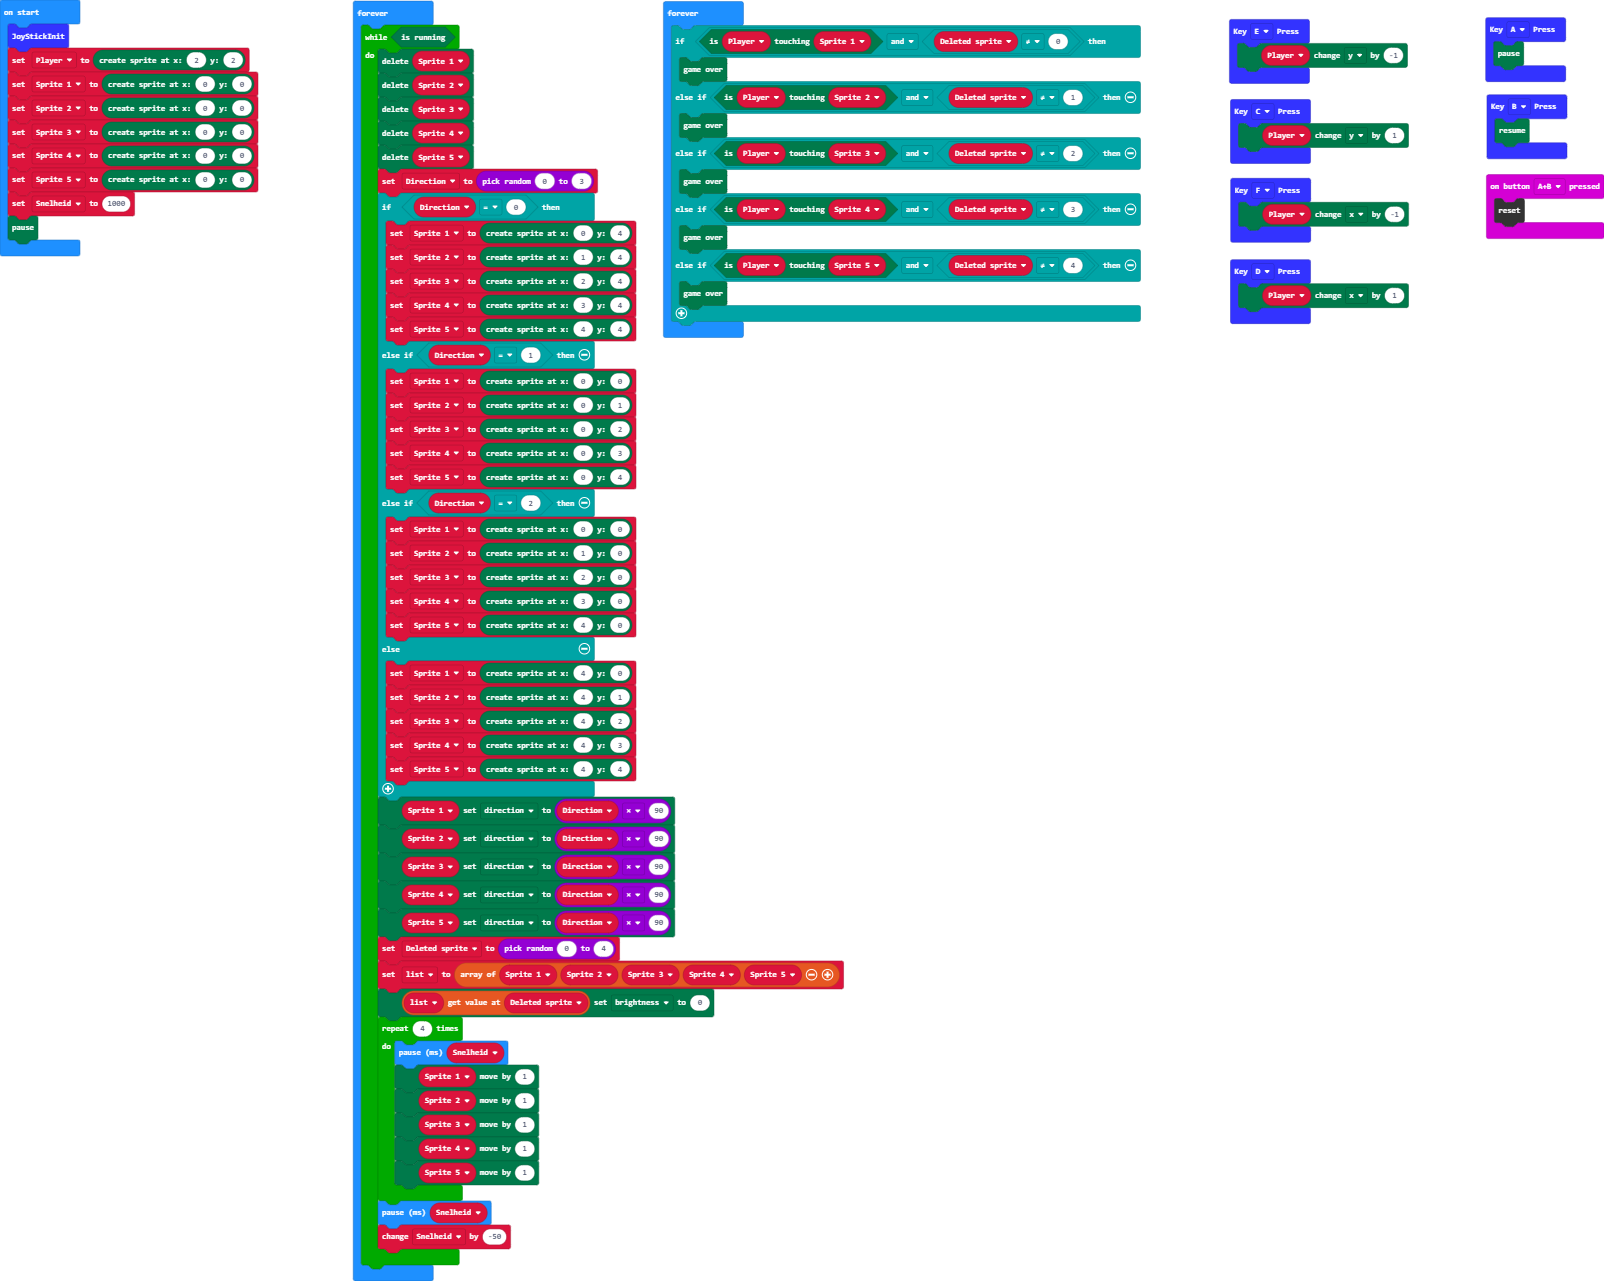 on start
JoyStickInit
set Player to create sprite at x: 2 y: 2
set Sprite 1 to create sprite at x: 0 y: 0
set Sprite 2 to create sprite at x: 0 y: 0
set Sprite 3 to create sprite at x: 0 y: 0
set Sprite 4 to create sprite at x: 0 y: 0
set Sprite 5 to create sprite at x: 0 y: 0
set Snelheid to 1000
pause
forever
while is running
do
delete Sprite 1
delete Sprite 2
delete Sprite 3
delete Sprite 4
delete Sprite 5
set Direction to pick random 0 to 3
if Direction = 0 then
set Sprite 1 to create sprite at x: 0 y: 4
set Sprite 2 to create sprite at x: 1 y: 4
set Sprite 3 to create sprite at x: 2 y: 4
set Sprite 4 to create sprite at x: 3 y: 4
set Sprite 5 to create sprite at x: 4 y: 4
else if Direction = 1 then
set Sprite 1 to create sprite at x: 0 y: 0
set Sprite 2 to create sprite at x: 0 y: 1
set Sprite 3 to create sprite at x: 0 y: 2
set Sprite 4 to create sprite at x: 0 y: 3
set Sprite 5 to create sprite at x: 0 y: 4
else if Direction = 2 then
set Sprite 1 to create sprite at x: 0 y: 0
set Sprite 2 to create sprite at x: 1 y: 0
set Sprite 3 to create sprite at x: 2 y: 0
set Sprite 4 to create sprite at x: 3 y: 0
set Sprite 5 to create sprite at x: 4 y: 0
else
set Sprite 1 to create sprite at x: 4 y: 0
set Sprite 2 to create sprite at x: 4 y: 1
set Sprite 3 to create sprite at x: 4 y: 2
set Sprite 4 to create sprite at x: 4 y: 3
set Sprite 5 to create sprite at x: 4 y: 4
Sprite 1 set direction to Direction × 90
Sprite 2 set direction to Direction × 90
Sprite 3 set direction to Direction × 90
Sprite 4 set direction to Direction × 90
Sprite 5 set direction to Direction × 90
set Deleted sprite to pick random 0 to 4
set list to array of Sprite 1 Sprite 2 Sprite 3 Sprite 4 Sprite 5
list get value at Deleted sprite set brightness to 0
repeat 4 times
do
pause (ms) Snelheid
Sprite 1 move by 1
Sprite 2 move by 1
Sprite 3 move by 1
Sprite 4 move by 1
Sprite 5 move by 1
pause (ms) Snelheid
change Snelheid by -50
forever
if is Player touching Sprite 1 and Deleted sprite ≠ 0 then
game over
else if is Player touching Sprite 2 and Deleted sprite ≠ 1 then
game over
else if is Player touching Sprite 3 and Deleted sprite ≠ 2 then
game over
else if is Player touching Sprite 4 and Deleted sprite ≠ 3 then
game over
else if is Player touching Sprite 5 and Deleted sprite ≠ 4 then
game over
Key E Press
Player change y by -1
Key C Press
Player change y by 1
Key F Press
Player change x by -1
Key D Press
Player change x by 1
Key A Press
pause
Key B Press
resume
on button A+B pressed
reset